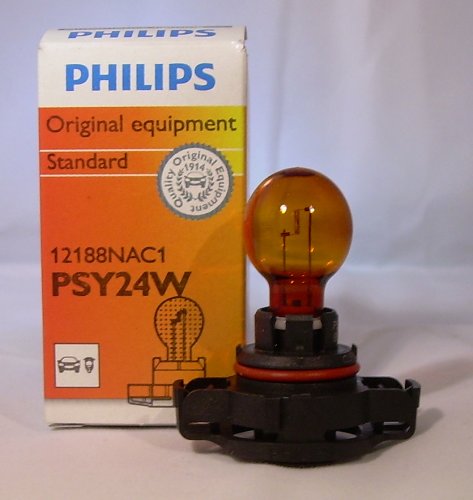 PHILIPS
PHILIPS
Original equipment
Standard
Quality Original Equipment
1914
12188NAC1
PSY24W